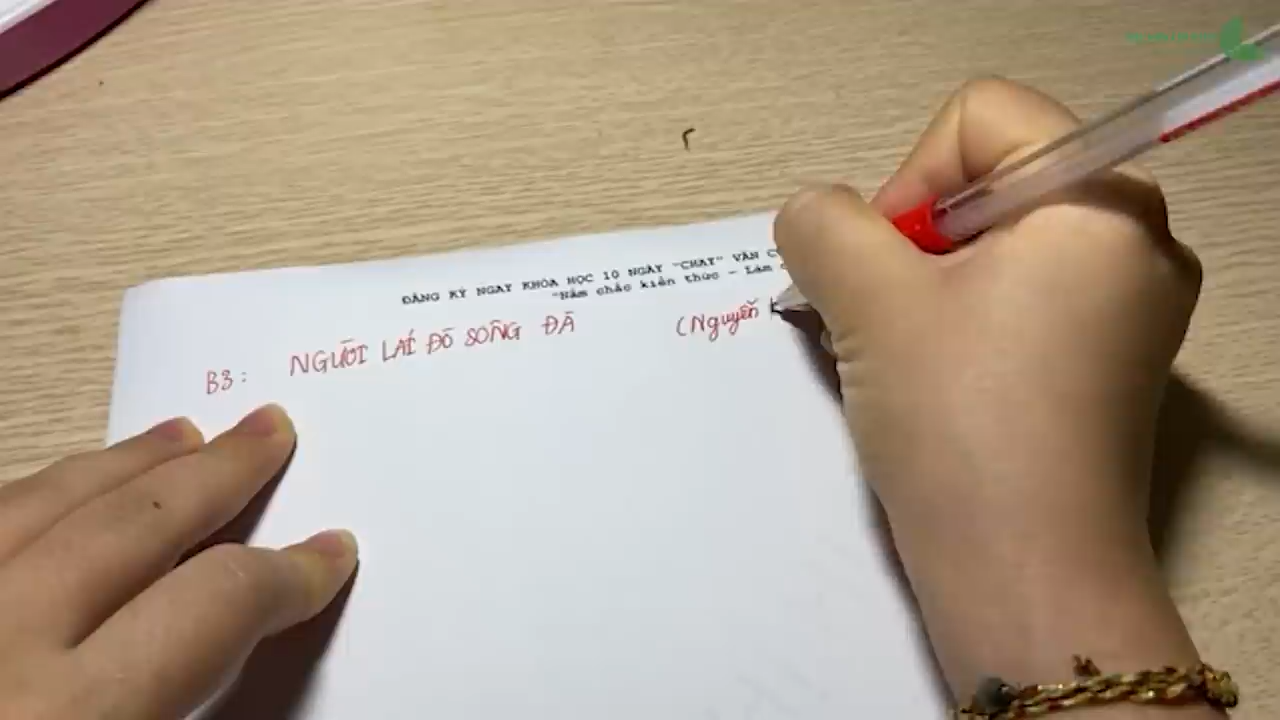 ĐĂNG KÝ NGAY KHÓA HỌC 10 NGÀY "CHẠY" VĂN C
"Nắm chắc kiến thức - Làm c
B3: NGƯỜI LÁI ĐÒ SÔNG ĐÀ (Nguyễn